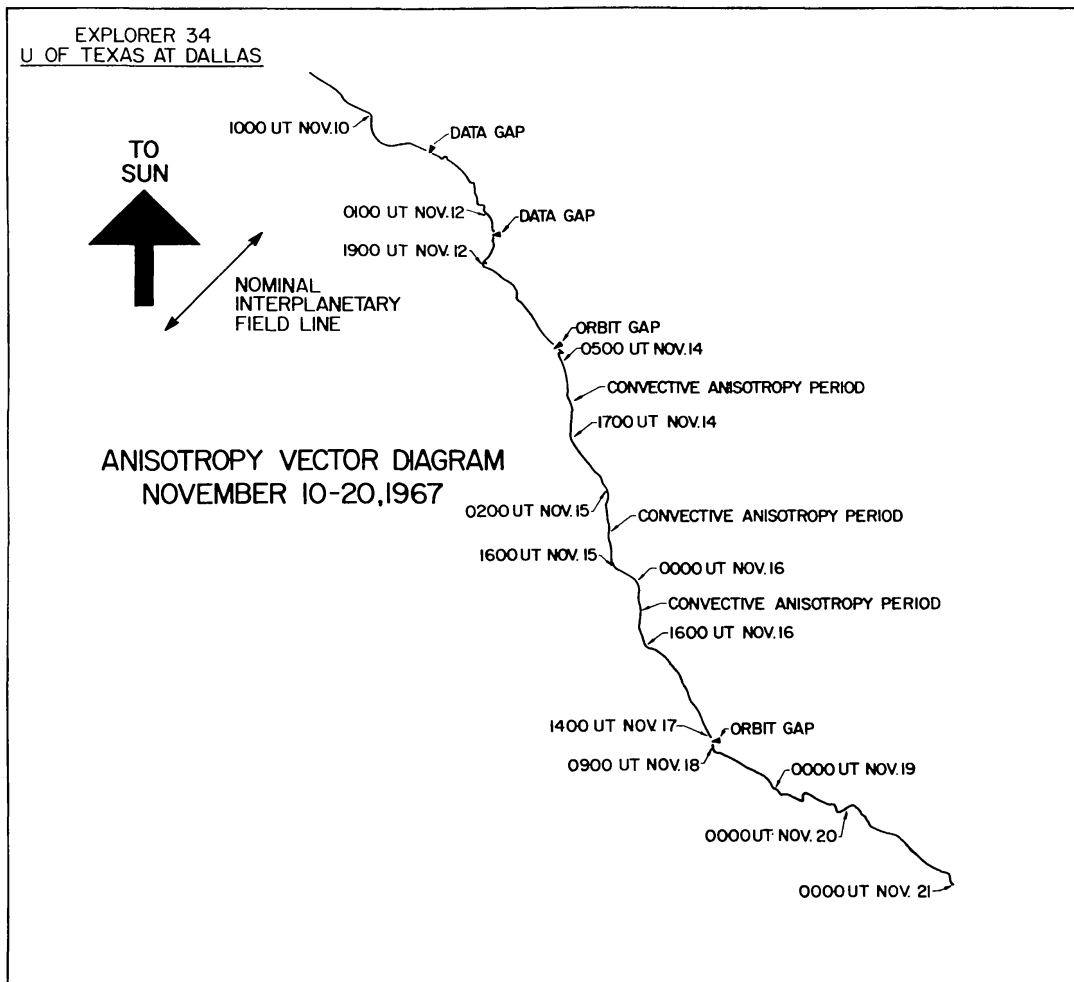 EXPLORER 34
U OF TEXAS AT DALLAS
1000 UT NOV.10
DATA GAP
TO
SUN
0100 UT NOV.12
DATA GAP
1900 UT NOV.12
NOMINAL
INTERPLANETARY
FIELD LINE
ORBIT GAP
0500 UT NOV.14
CONVECTIVE ANISOTROPY PERIOD
1700 UT NOV.14
ANISOTROPY VECTOR DIAGRAM
NOVEMBER 10-20,1967
0200 UT NOV.15
CONVECTIVE ANISOTROPY PERIOD
1600 UT NOV. 15
0000 UT NOV.16
CONVECTIVE ANISOTROPY PERIOD
1600 UT NOV.16
1400 UT NOV.17
ORBIT GAP
0900 UT NOV.18
0000 UT NOV.19
0000 UT NOV. 20
0000 UT NOV. 21